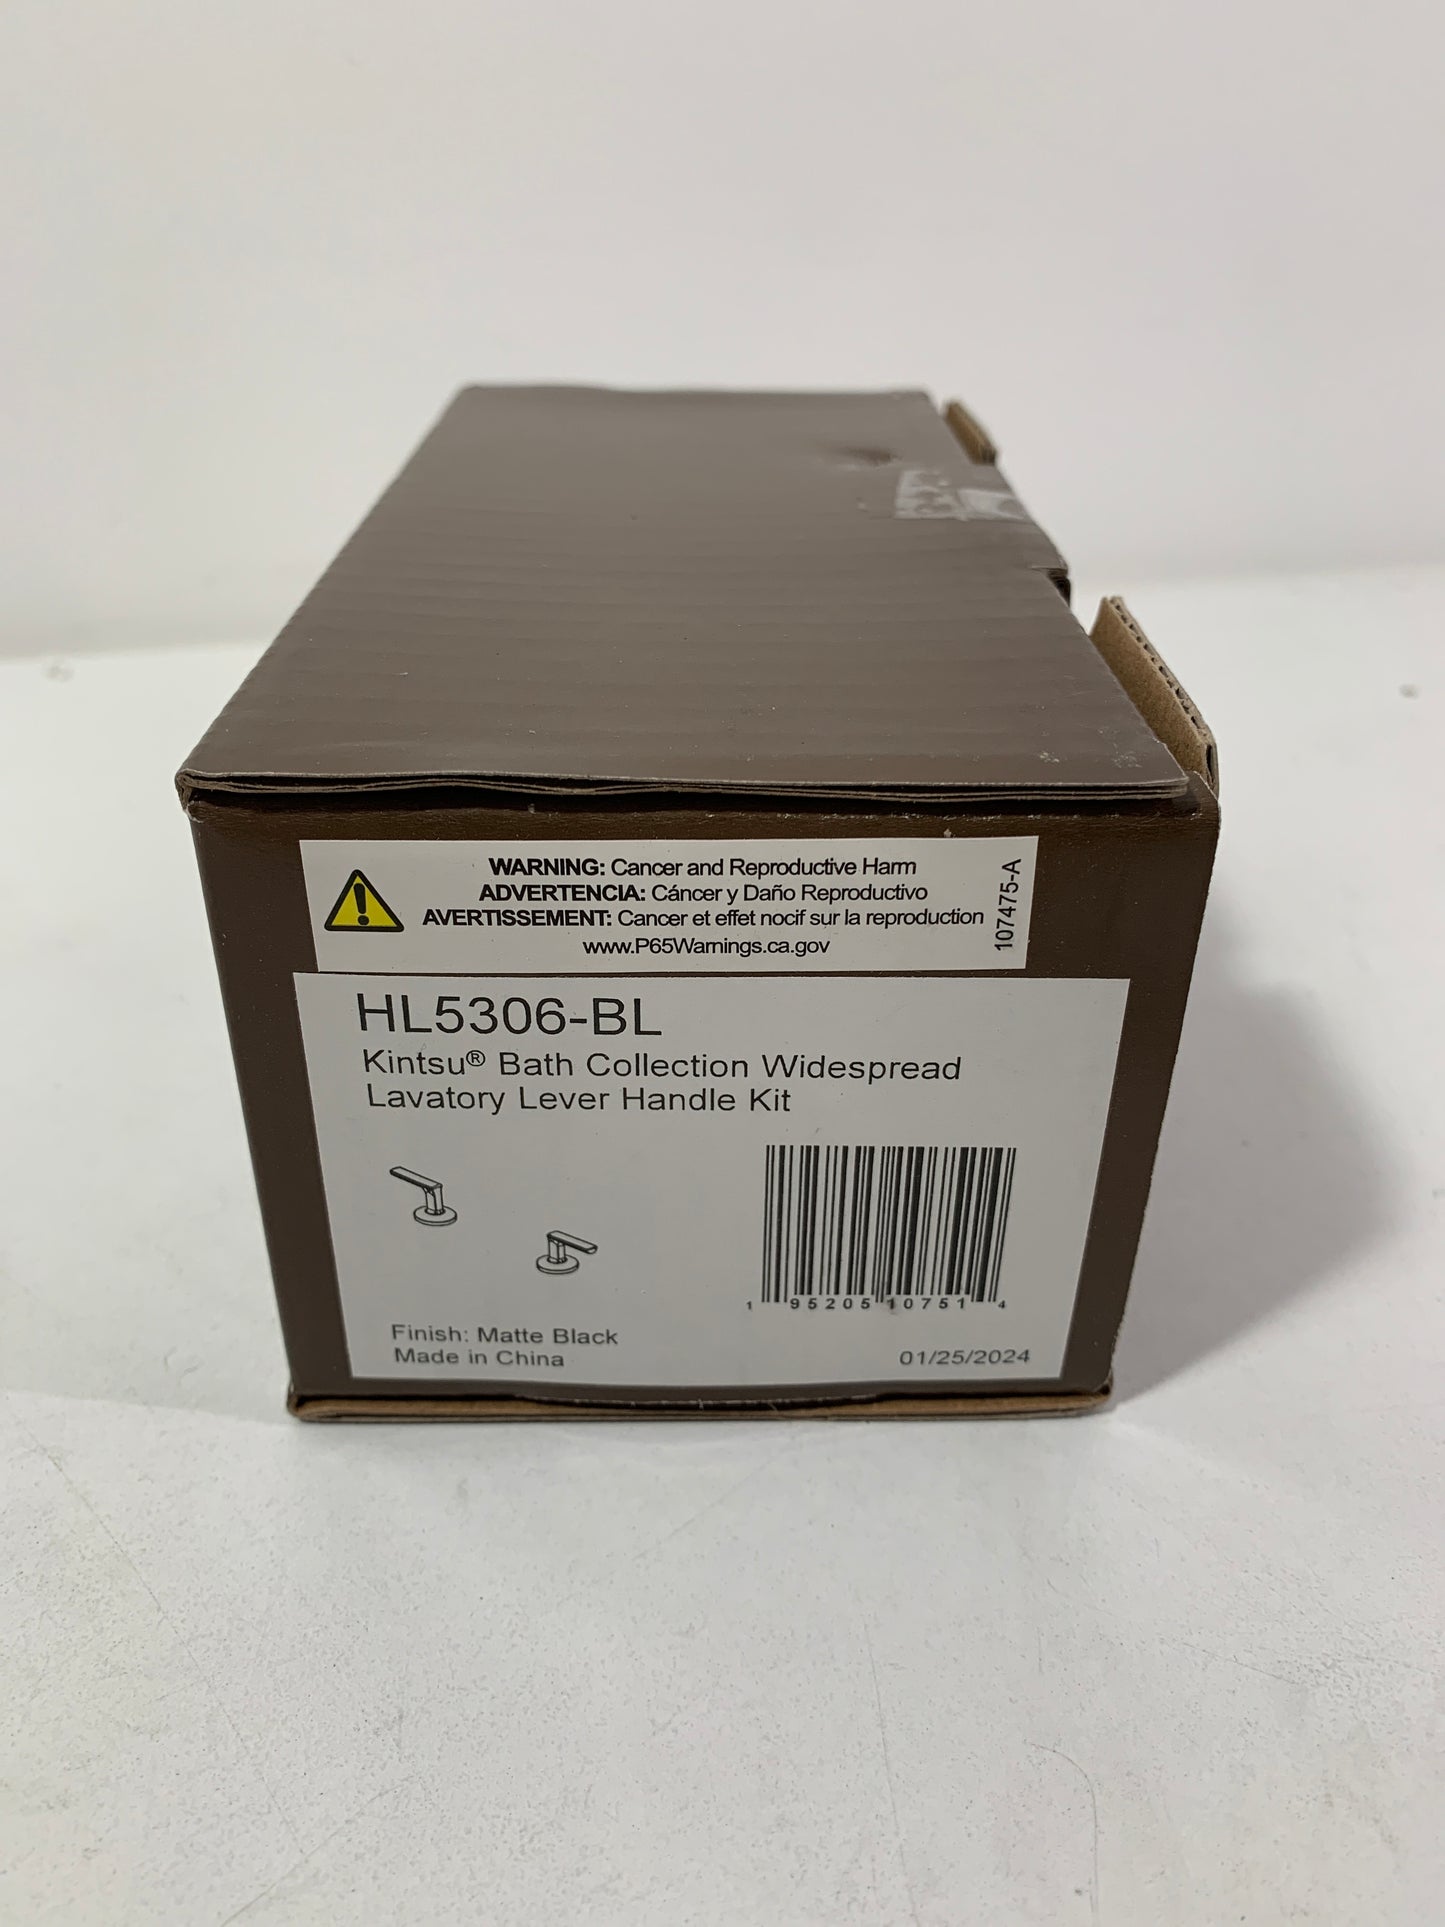 WARNING: Cancer and Reproductive Harm
ADVERTENCIA: Cáncer y Daño Reproductivo
AVERTISSEMENT: Cancer et effet nocif sur la reproduction
www.P65Warnings.ca.gov
107475-A
HL5306-BL
Kintsu® Bath Collection Widespread
Lavatory Lever Handle Kit
1 95205 10751 4
Finish: Matte Black
Made in China
01/25/2024